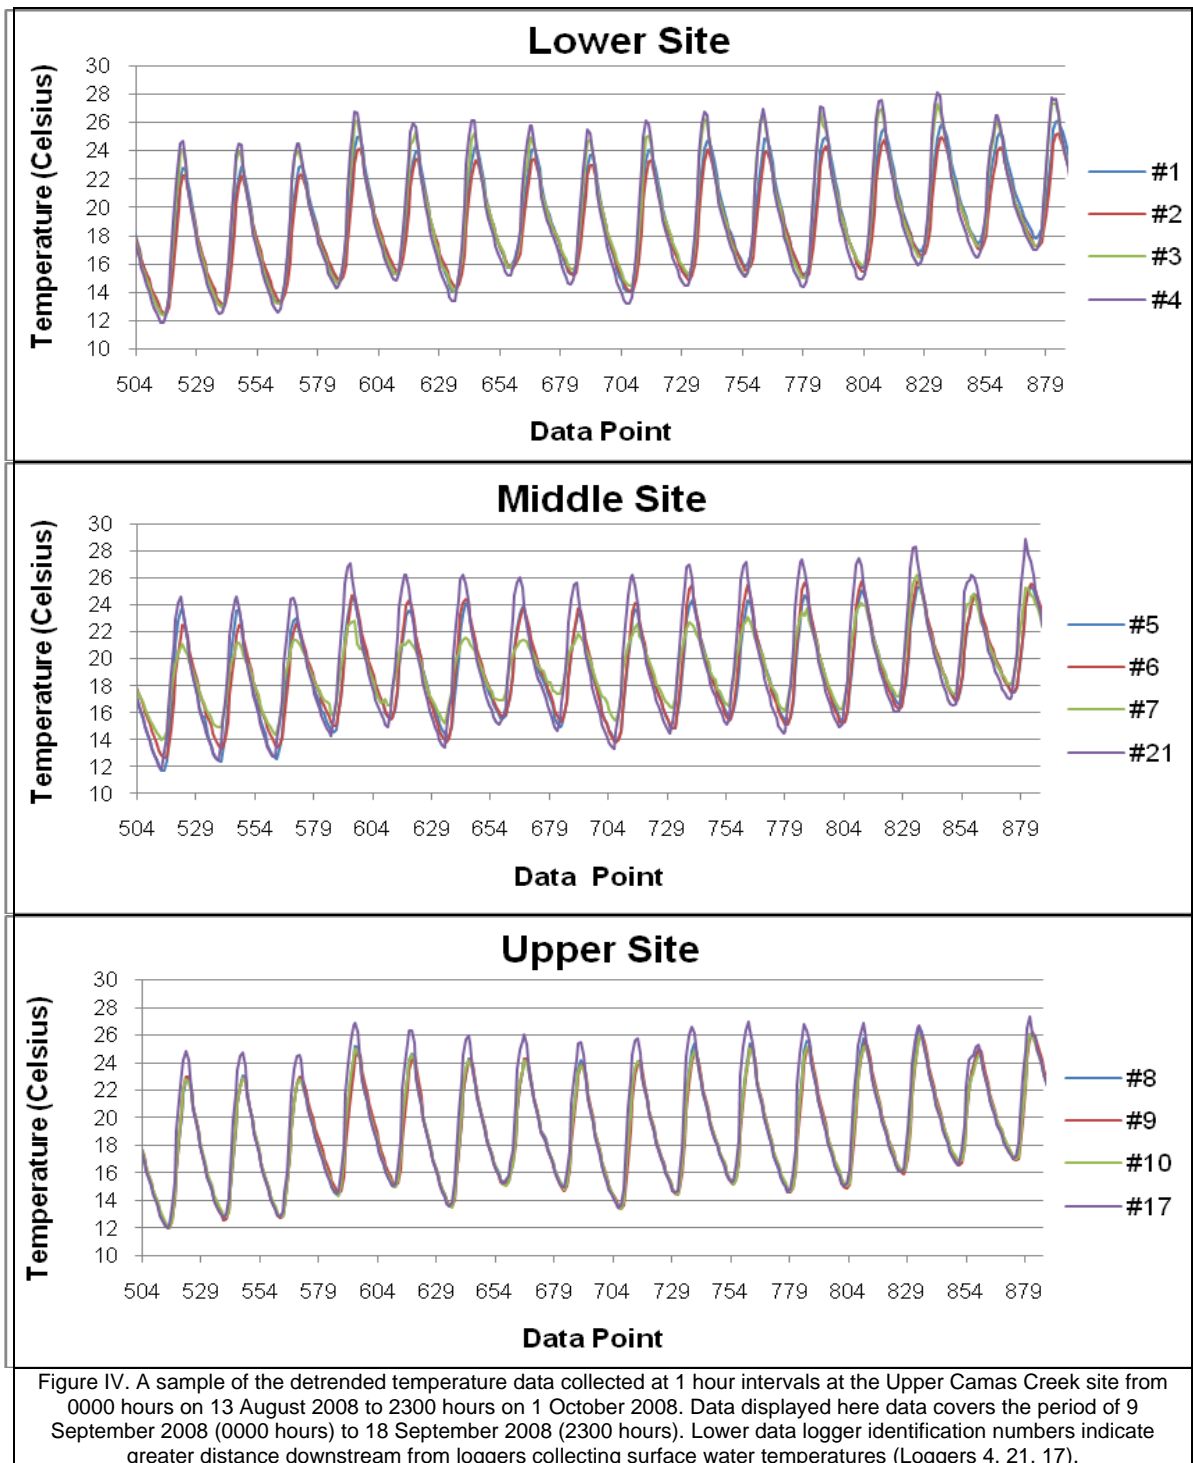 Lower Site
Temperature (Celsius)
30
28
26
24
22
20
18
16
14
12
10
504 529 554 579 604 629 654 679 704 729 754 779 804 829 854 879
Data Point
#1
#2
#3
#4
Middle Site
Temperature (Celsius)
30
28
26
24
22
20
18
16
14
12
10
504 529 554 579 604 629 654 679 704 729 754 779 804 829 854 879
Data Point
#5
#6
#7
#21
Upper Site
Temperature (Celsius)
30
28
26
24
22
20
18
16
14
12
10
504 529 554 579 604 629 654 679 704 729 754 779 804 829 854 879
Data Point
#8
#9
#10
#17
Figure IV. A sample of the detrended temperature data collected at 1 hour intervals at the Upper Camas Creek site from
0000 hours on 13 August 2008 to 2300 hours on 1 October 2008. Data displayed here data covers the period of 9
September 2008 (0000 hours) to 18 September 2008 (2300 hours). Lower data logger identification numbers indicate
greater distance downstream from loggers collecting surface water temperatures (Loggers 4, 21, 17).